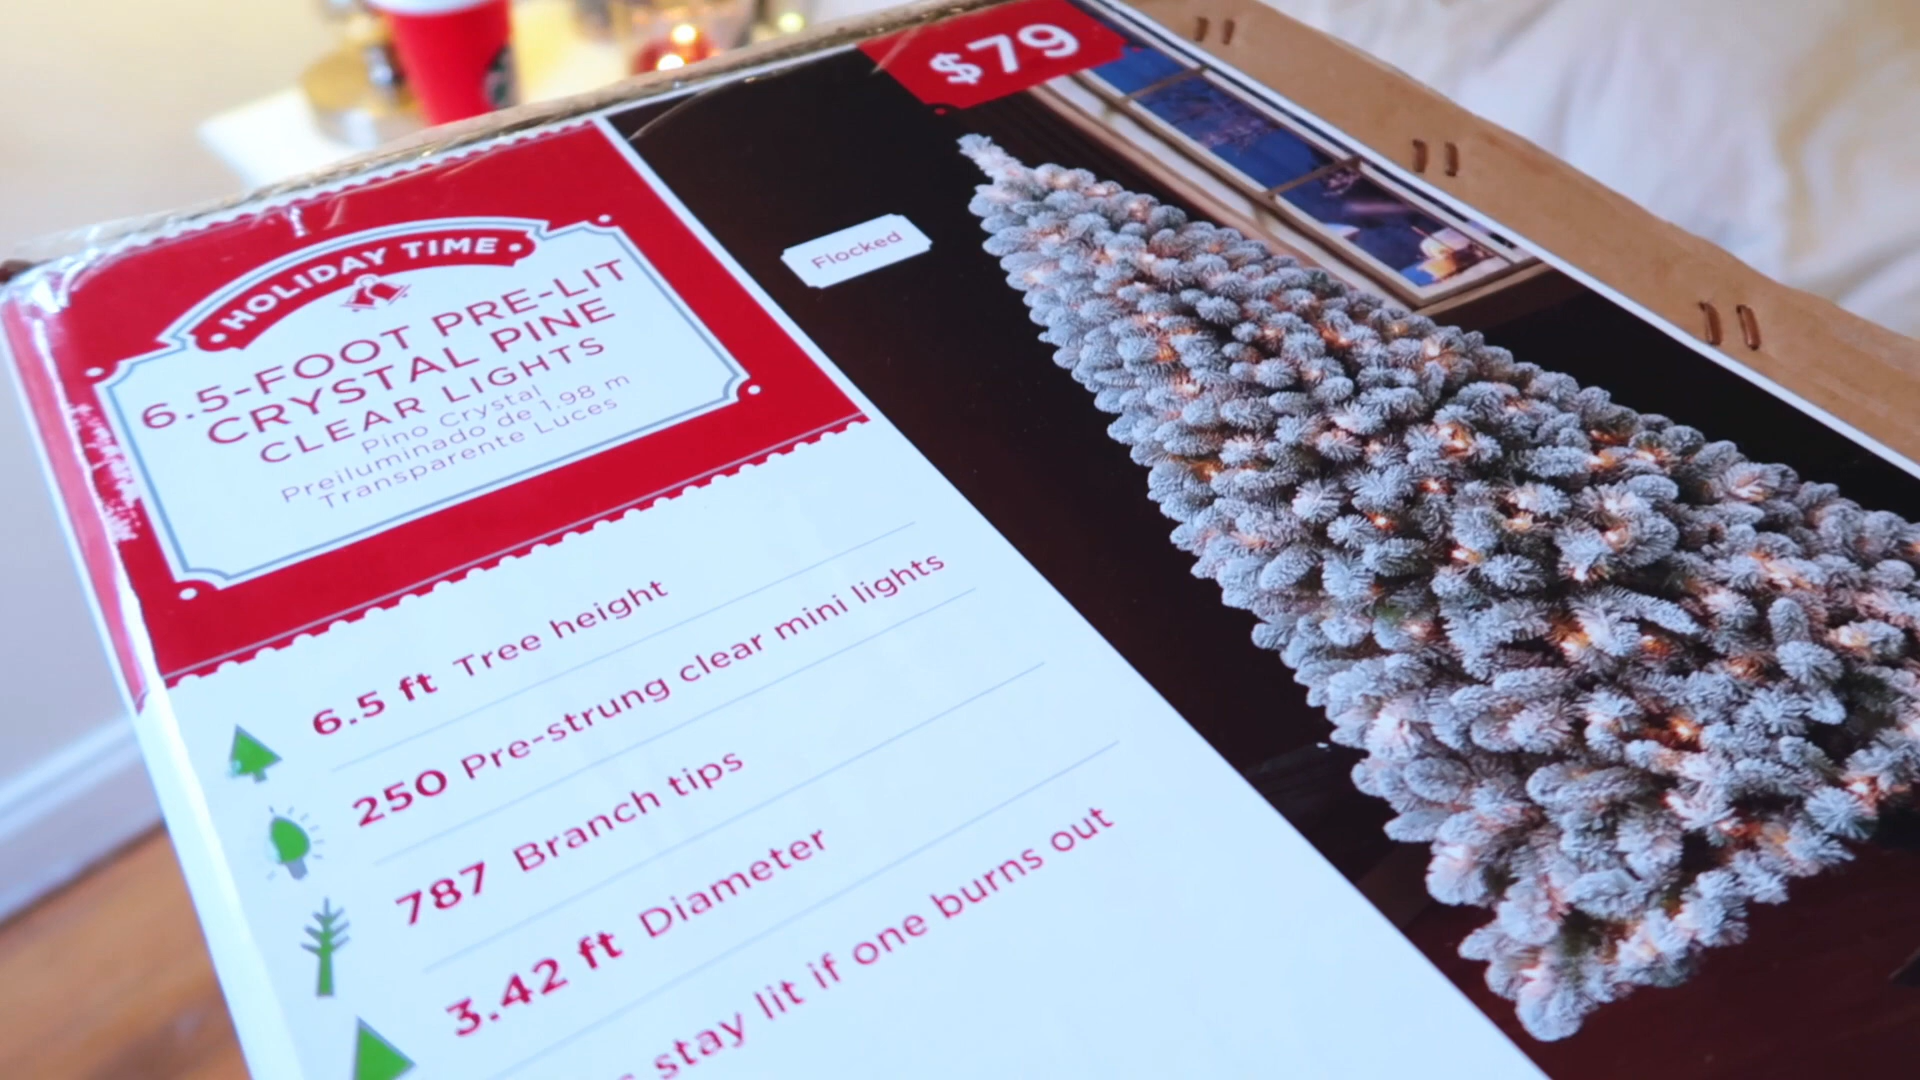 $79
HOLIDAY TIME
6.5-FOOT PRE-LIT
CRYSTAL PINE
CLEAR LIGHTS
Pino Crystal
Preiluminado de 1.98 m
Transparente Luces
Flocked
6.5 ft Tree height
250 Pre-strung clear mini lights
787 Branch tips
3.42 ft Diameter
stay lit if one burns out